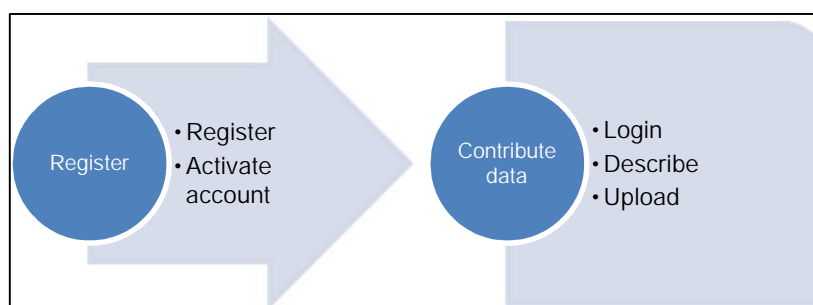 Register
• Register
• Activate
account
Contribute
data
• Login
• Describe
• Upload